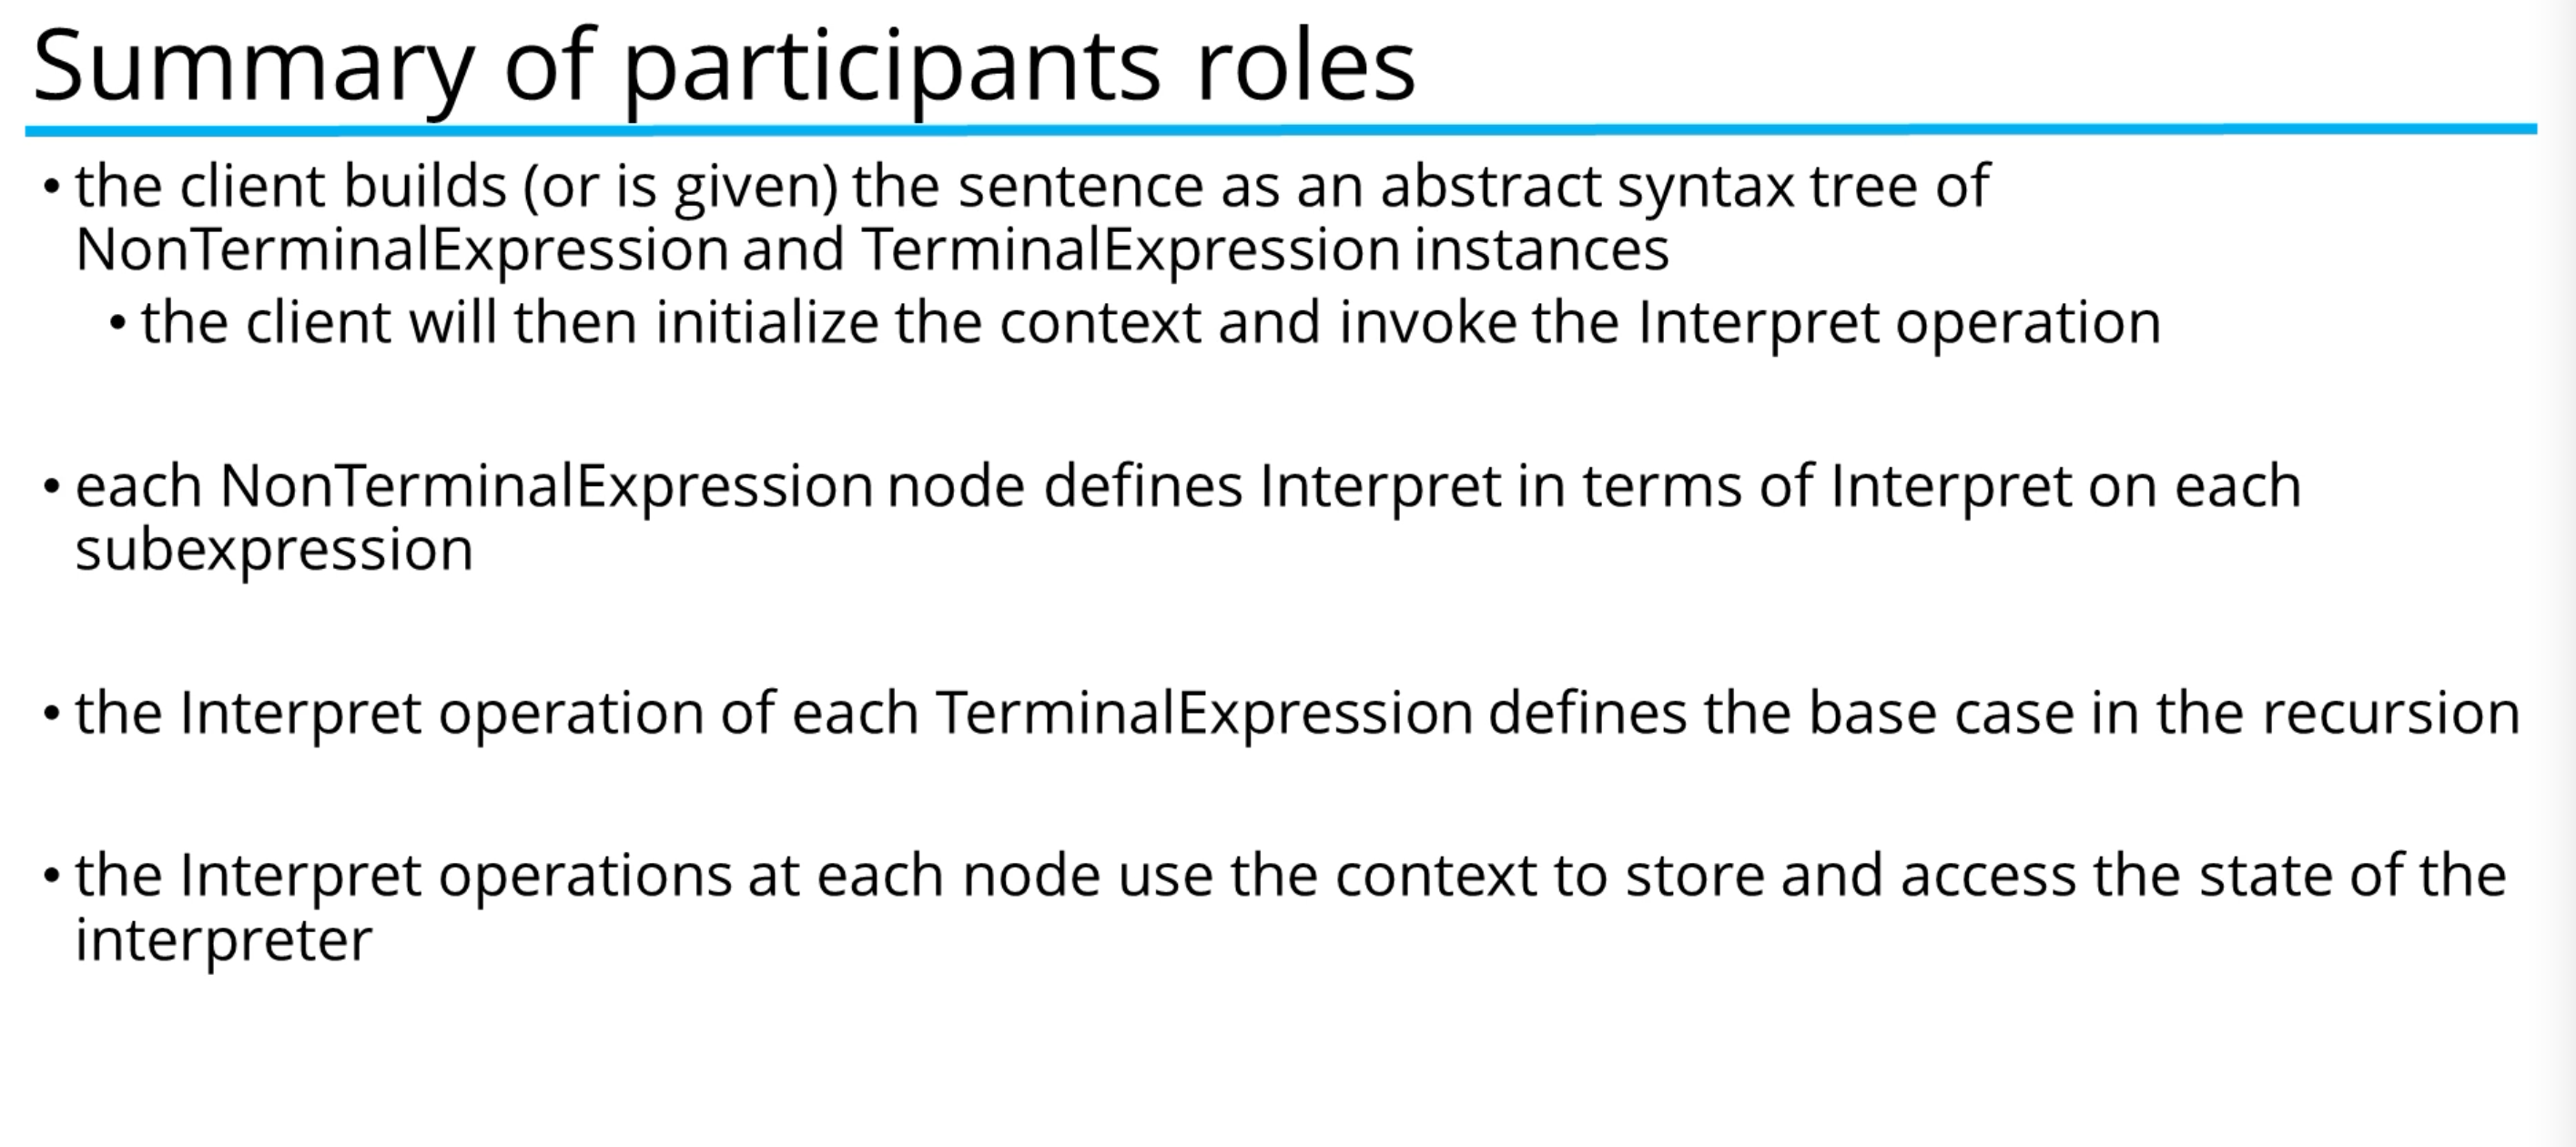 Summary of participants roles
• the client builds (or is given) the sentence as an abstract syntax tree of
NonTerminalExpression and TerminalExpression instances
• the client will then initialize the context and invoke the Interpret operation
• each NonTerminalExpression node defines Interpret in terms of Interpret on each
subexpression
• the Interpret operation of each TerminalExpression defines the base case in the recursion
• the Interpret operations at each node use the context to store and access the state of the
interpreter